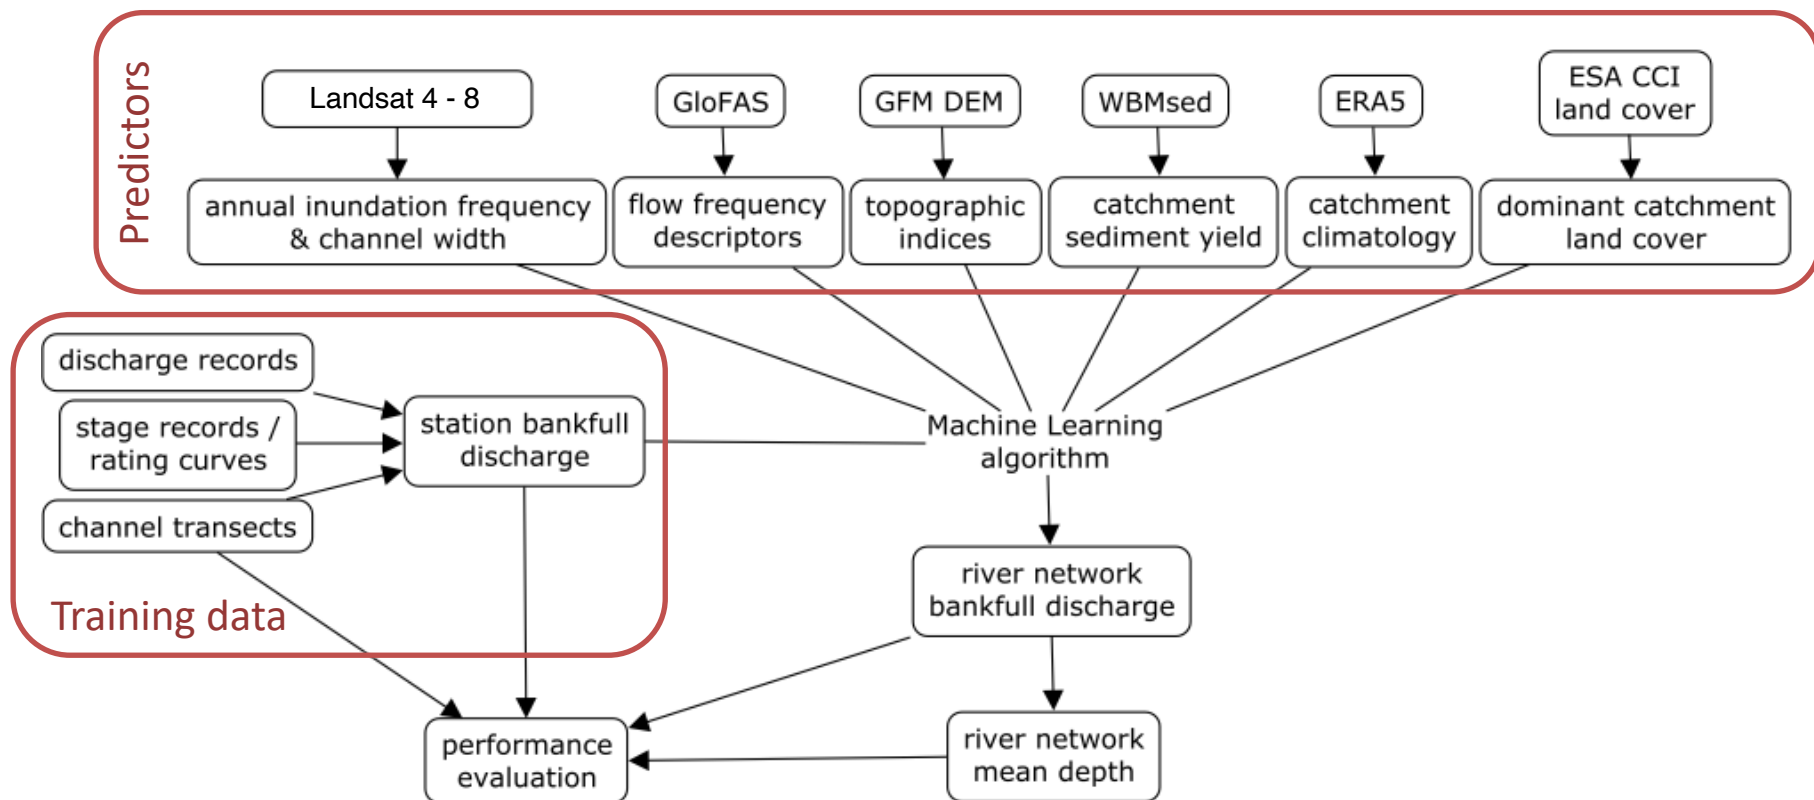 Predictors
Landsat 4 - 8
GloFAS
GFM DEM
WBMsed
ERA5
ESA CCI
land cover
annual inundation frequency
& channel width
flow frequency
descriptors
topographic
indices
catchment
sediment yield
catchment
climatology
dominant catchment
land cover
discharge records
stage records /
rating curves
channel transects
station bankfull
discharge
Training data
Machine Learning
algorithm
river network
bankfull discharge
performance
evaluation
river network
mean depth